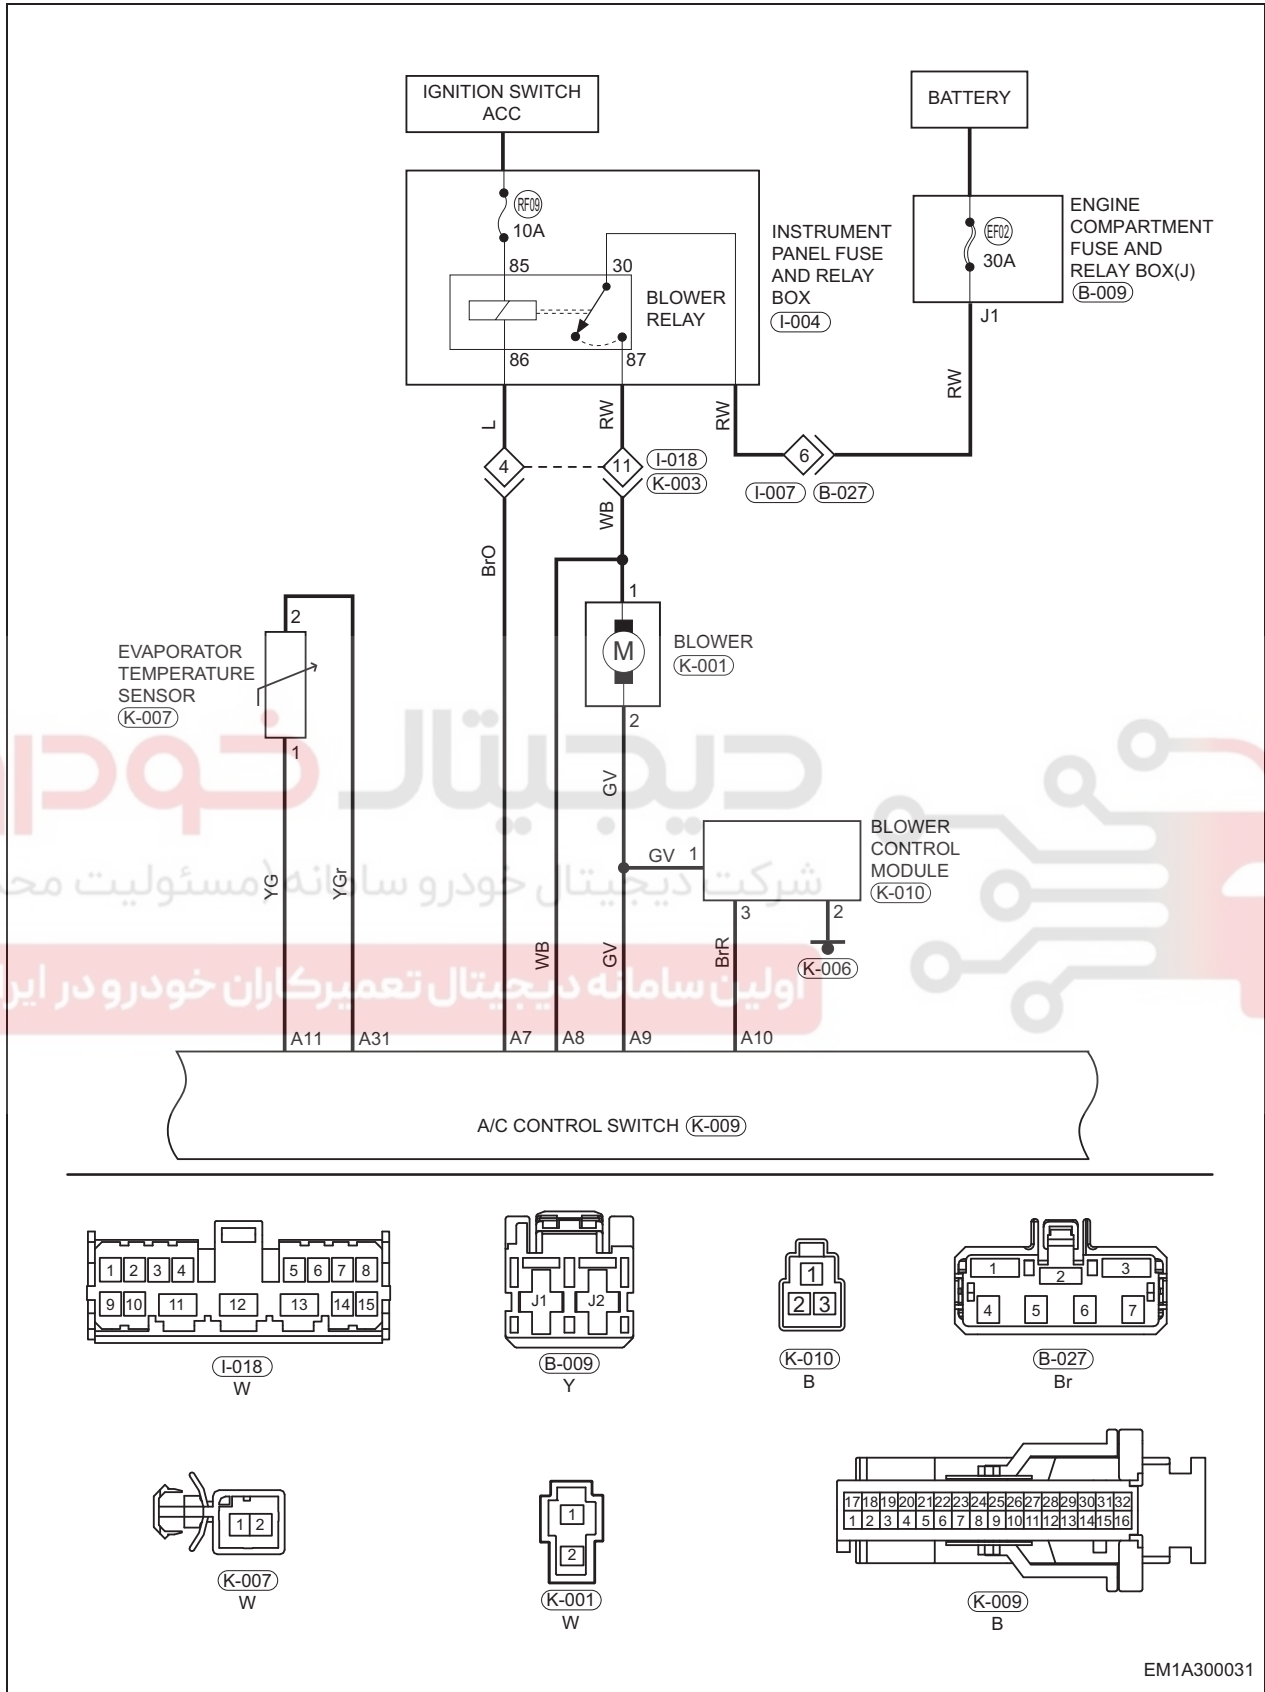 IGNITION SWITCH
ACC
BATTERY
RF09
10A
85
30
BLOWER
RELAY
86
87
INSTRUMENT
PANEL FUSE
AND RELAY
BOX
I-004
EF02
30A
ENGINE
COMPARTMENT
FUSE AND
RELAY BOX(J)
B-009
J1
L
RW
RW
RW
4
11
I-018
K-003
6
I-007
B-027
WB
BrO
1
BLOWER
K-001
M
2
EVAPORATOR
TEMPERATURE
SENSOR
K-007
2
1
GV
GV
1
BLOWER
CONTROL
MODULE
K-010
3
2
K-006
YG
YGr
WB
GV
BrR
دیجیتال خودرو
شرکت دیجیتال خودرو سامانه (مسئولیت
اولین سامانه دیجیتال تعمیرکاران خودرو در
A11
A31
A7
A8
A9
A10
A/C CONTROL SWITCH K-009
1 2 3 4 5 6 7 8
9 10 11 12 13 14 15
I-018
W
J1 J2
B-009
Y
1
2 3
K-010
B
1 2 3
4 5 6 7
B-027
Br
1 2
K-007
W
1
2
K-001
W
17 18 19 20 21 22 23 24 25 26 27 28 29 30 31 32
1 2 3 4 5 6 7 8 9 10 11 12 13 14 15 16
K-009
B
EM1A300031